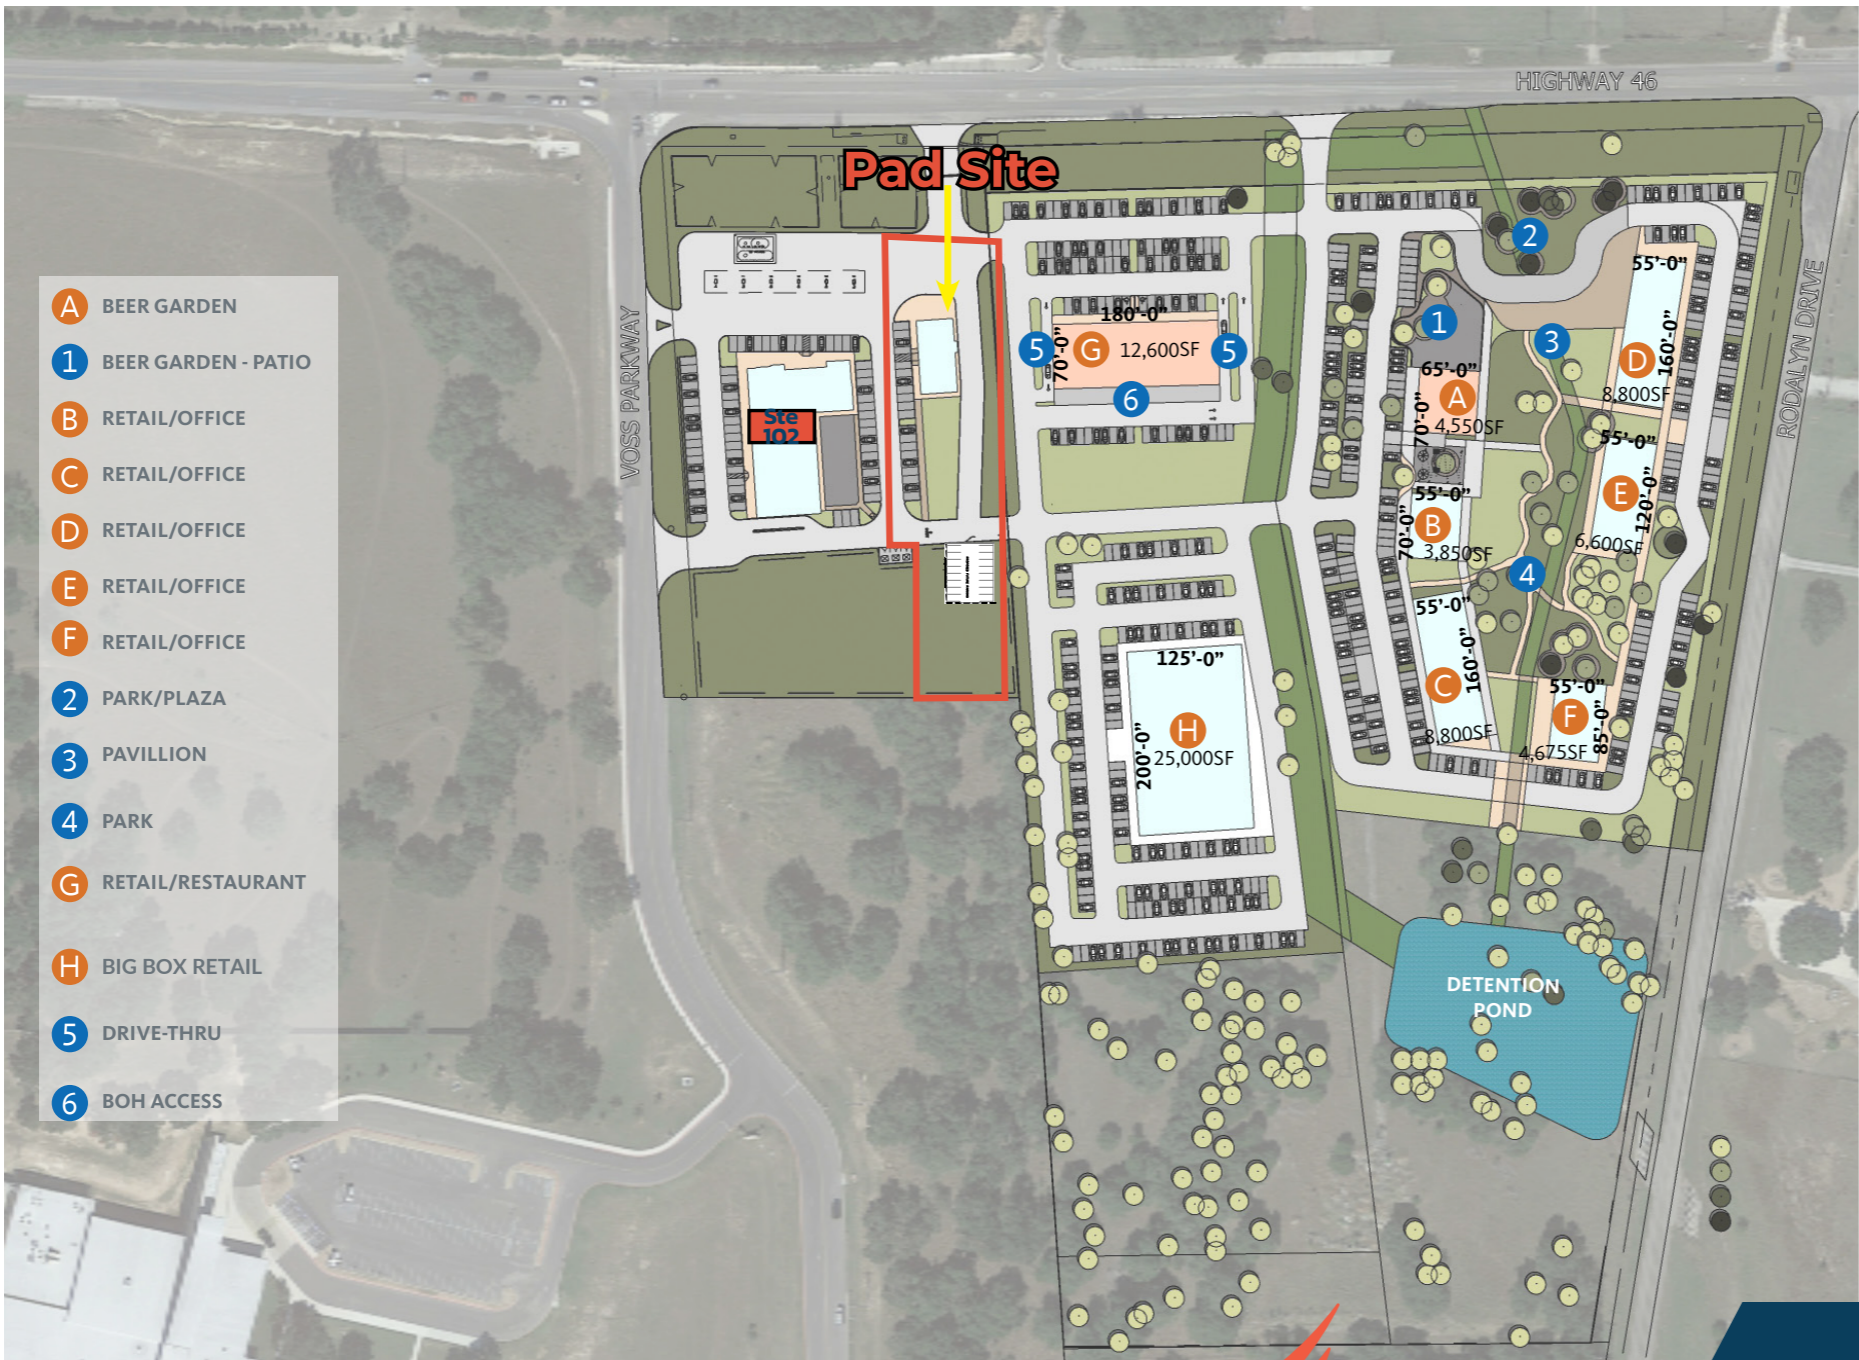 HIGHWAY 46
Pad Site
VOSS PARKWAY
RODALYN DRIVE
A BEER GARDEN
1 BEER GARDEN - PATIO
B RETAIL/OFFICE
C RETAIL/OFFICE
D RETAIL/OFFICE
E RETAIL/OFFICE
F RETAIL/OFFICE
2 PARK/PLAZA
3 PAVILLION
4 PARK
G RETAIL/RESTAURANT
H BIG BOX RETAIL
5 DRIVE-THRU
6 BOH ACCESS
Ste
102
180'-0"
70'-0"
5
G
12,600SF
5
6
2
1
3
65'-0"
A
70'-0"
4,550SF
55'-0"
D
160'-0"
8,800SF
55'-0"
E
120'-0"
6,600SF
55'-0"
B
70'-0"
3,850SF
4
55'-0"
C
160'-0"
8,800SF
55'-0"
F
85'-0"
4,675SF
125'-0"
H
200'-0"
25,000SF
DETENTION
POND